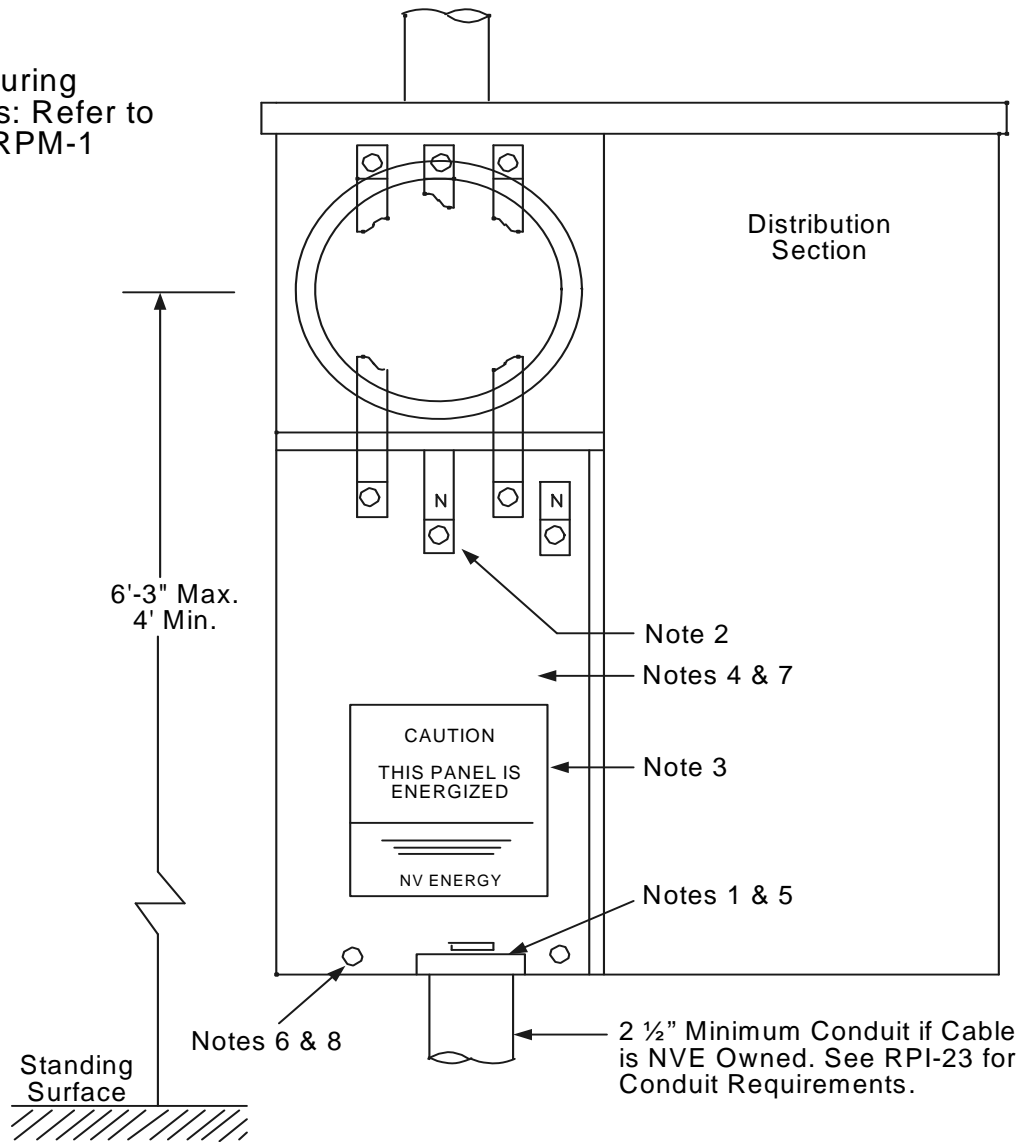 uring
s: Refer to
RPM-1
Distribution
Section
N
N
6'-3" Max.
4' Min.
Note 2
Notes 4 & 7
CAUTION
THIS PANEL IS
ENERGIZED
NV ENERGY
Note 3
Notes 1 & 5
Notes 6 & 8
2 ½” Minimum Conduit if Cable
is NVE Owned. See RPI-23 for
Conduit Requirements.
Standing
Surface